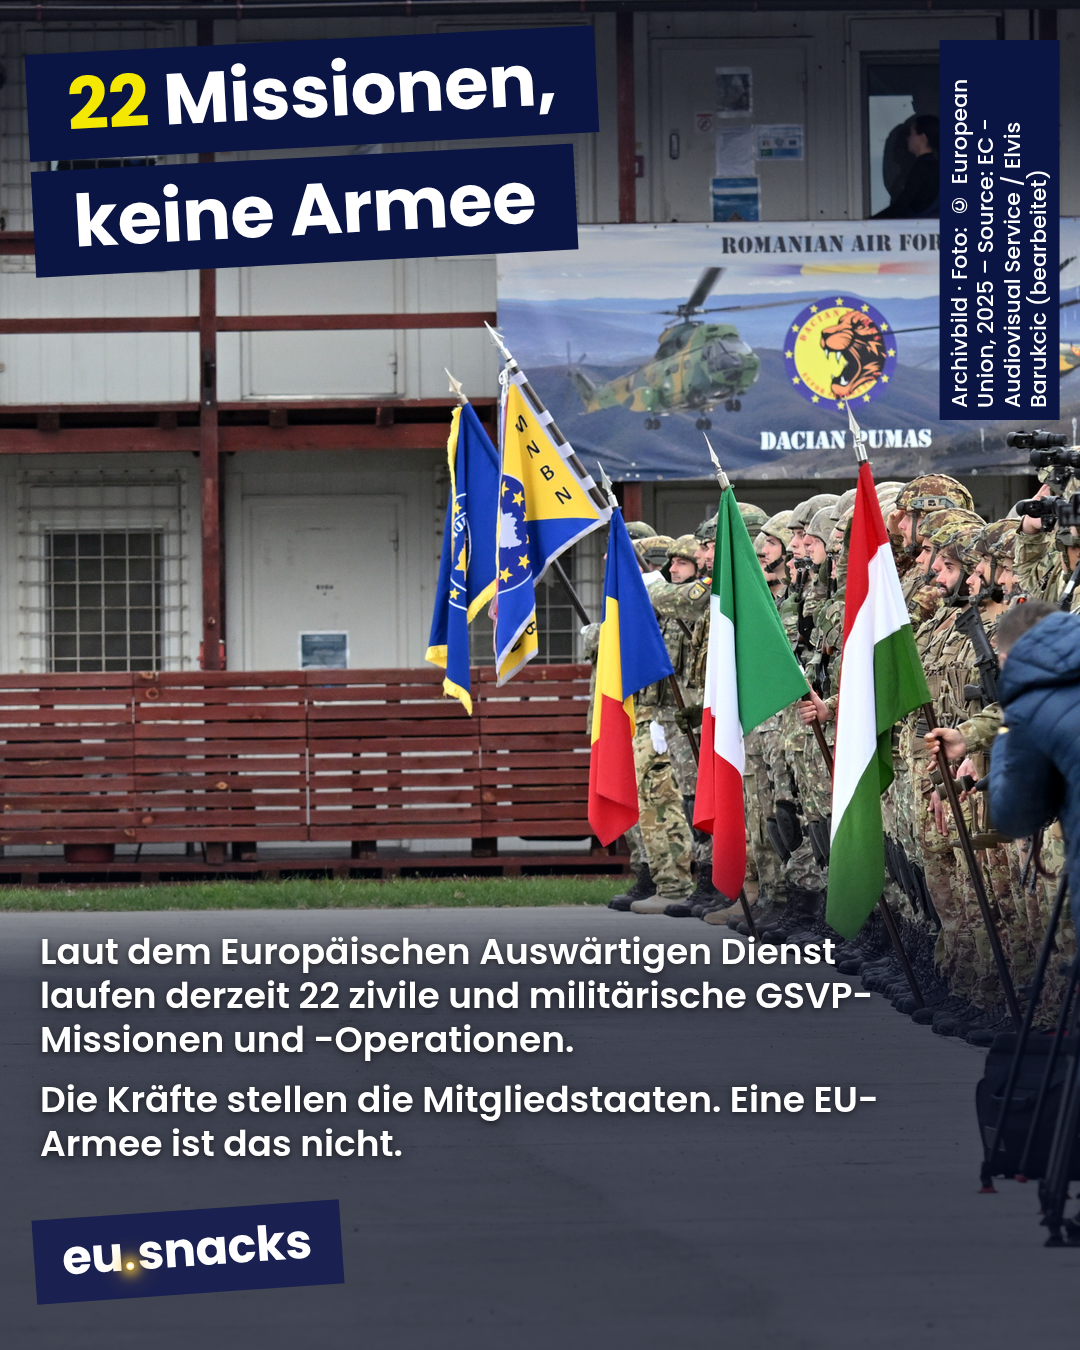 22 Missionen,
keine Armee
Archivbild · Foto: © European
Union, 2025 – Source: EC –
Audiovisual Service / Elvis
Barukcic (bearbeitet)
ROMANIAN AIR FOR
DACIAN
DACIAN PUMAS
S N B N
Laut dem Europäischen Auswärtigen Dienst
laufen derzeit 22 zivile und militärische GSVP-
Missionen und -Operationen.
Die Kräfte stellen die Mitgliedstaaten. Eine EU-
Armee ist das nicht.
eu.snacks